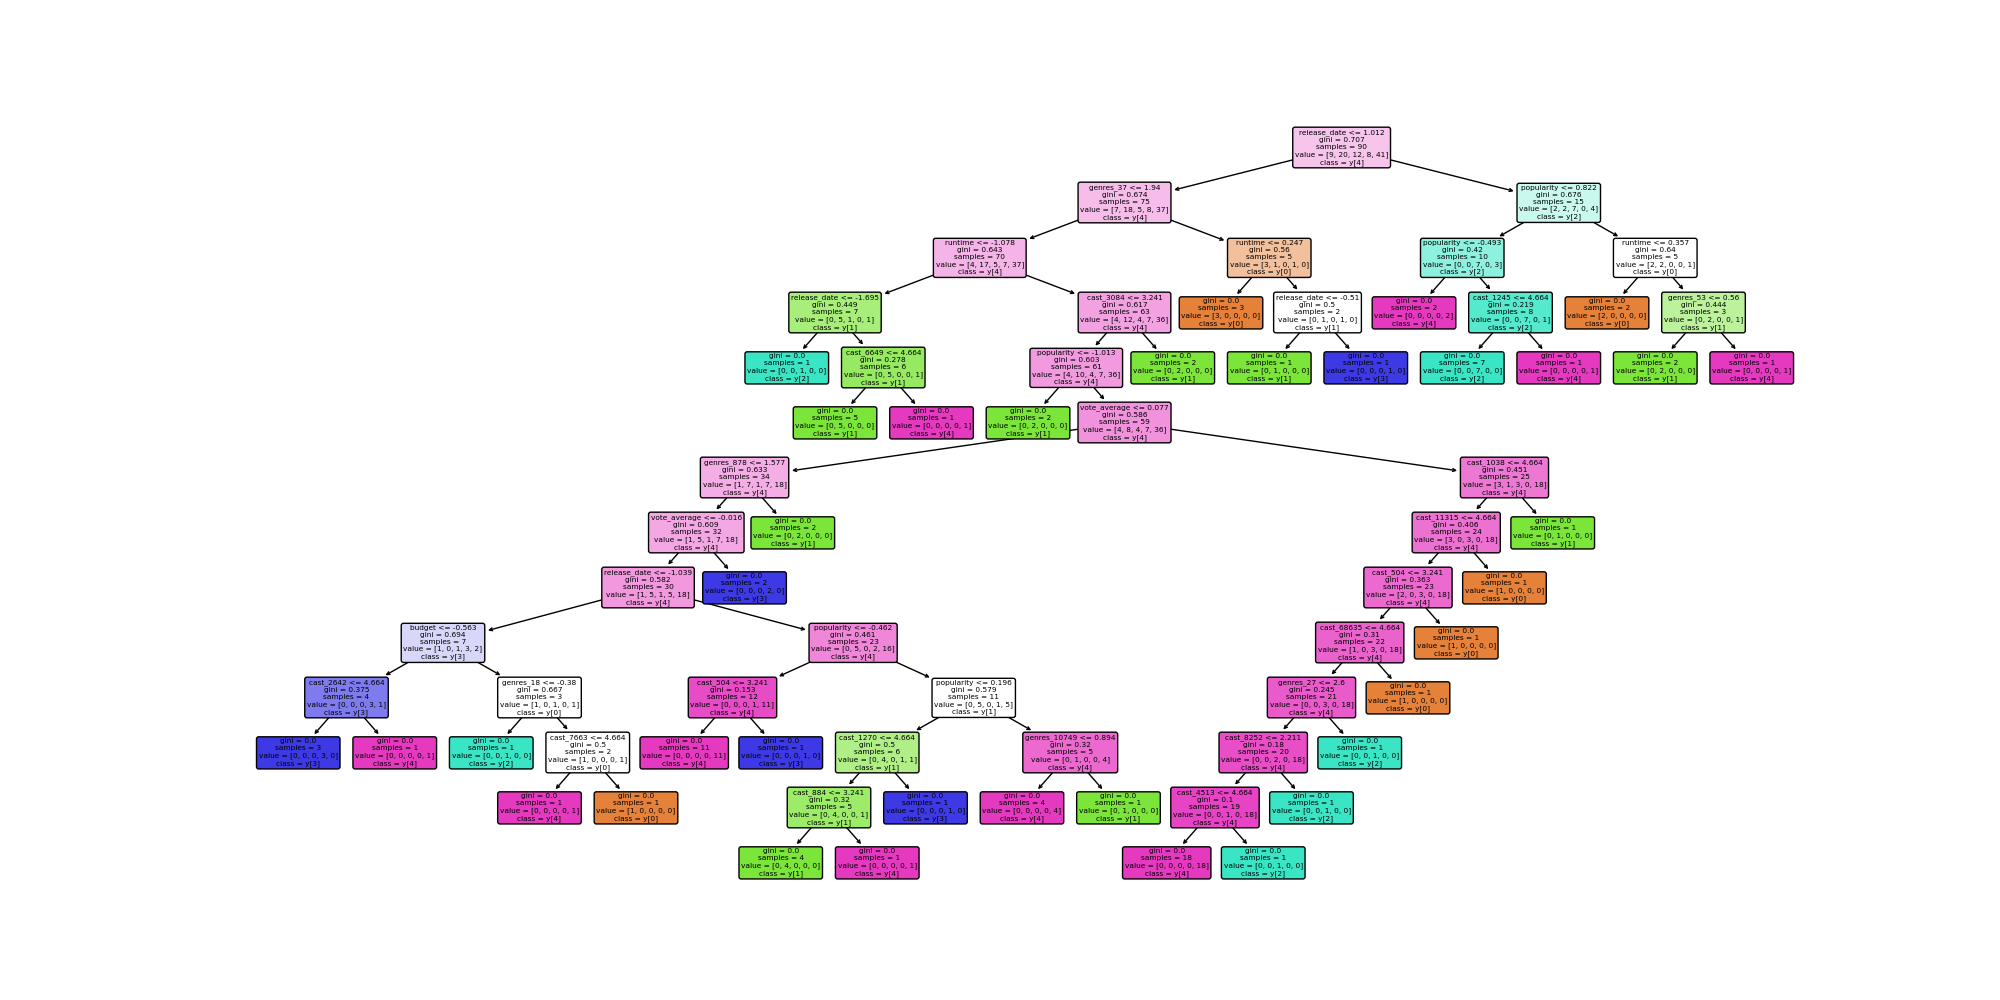 release_date <= 1.012
gini = 0.707
samples = 90
value = [9, 20, 12, 8, 41]
class = y[4]
genres_37 <= 1.94
gini = 0.674
samples = 75
value = [7, 18, 5, 8, 37]
class = y[4]
popularity <= 0.822
gini = 0.676
samples = 15
value = [2, 2, 7, 0, 4]
class = y[2]
runtime <= -1.078
gini = 0.643
samples = 70
value = [4, 17, 5, 7, 37]
class = y[4]
runtime <= 0.247
gini = 0.56
samples = 5
value = [3, 1, 0, 1, 0]
class = y[0]
popularity <= -0.493
gini = 0.42
samples = 10
value = [0, 0, 7, 0, 3]
class = y[2]
runtime <= 0.357
gini = 0.64
samples = 5
value = [2, 2, 0, 0, 1]
class = y[0]
release_date <= -1.695
gini = 0.449
samples = 7
value = [0, 5, 1, 0, 1]
class = y[1]
cast_3084 <= 3.241
gini = 0.617
samples = 63
value = [4, 12, 4, 7, 36]
class = y[4]
gini = 0.0
samples = 3
value = [3, 0, 0, 0, 0]
class = y[0]
release_date <= -0.51
gini = 0.5
samples = 2
value = [0, 1, 0, 1, 0]
class = y[1]
gini = 0.0
samples = 2
value = [0, 0, 0, 0, 2]
class = y[4]
cast_1245 <= 4.664
gini = 0.219
samples = 8
value = [0, 0, 7, 0, 1]
class = y[2]
gini = 0.0
samples = 2
value = [2, 0, 0, 0, 0]
class = y[0]
genres_53 <= 0.56
gini = 0.444
samples = 3
value = [0, 2, 0, 0, 1]
class = y[1]
gini = 0.0
samples = 1
value = [0, 0, 1, 0, 0]
class = y[2]
cast_6649 <= 4.664
gini = 0.278
samples = 6
value = [0, 5, 0, 0, 1]
class = y[1]
popularity <= -1.013
gini = 0.603
samples = 61
value = [4, 10, 4, 7, 36]
class = y[4]
gini = 0.0
samples = 2
value = [0, 2, 0, 0, 0]
class = y[1]
gini = 0.0
samples = 1
value = [0, 1, 0, 0, 0]
class = y[1]
gini = 0.0
samples = 1
value = [0, 0, 0, 1, 0]
class = y[3]
gini = 0.0
samples = 7
value = [0, 0, 7, 0, 0]
class = y[2]
gini = 0.0
samples = 1
value = [0, 0, 0, 0, 1]
class = y[4]
gini = 0.0
samples = 2
value = [0, 2, 0, 0, 0]
class = y[1]
gini = 0.0
samples = 1
value = [0, 0, 0, 0, 1]
class = y[4]
gini = 0.0
samples = 5
value = [0, 5, 0, 0, 0]
class = y[1]
gini = 0.0
samples = 1
value = [0, 0, 0, 0, 1]
class = y[4]
gini = 0.0
samples = 2
value = [0, 2, 0, 0, 0]
class = y[1]
vote_average <= 0.077
gini = 0.586
samples = 59
value = [4, 8, 4, 7, 36]
class = y[4]
genres_878 <= 1.577
gini = 0.633
samples = 34
value = [1, 7, 1, 7, 18]
class = y[4]
cast_1038 <= 4.664
gini = 0.451
samples = 25
value = [3, 1, 3, 0, 18]
class = y[4]
vote_average <= -0.016
gini = 0.609
samples = 32
value = [1, 5, 1, 7, 18]
class = y[4]
gini = 0.0
samples = 2
value = [0, 2, 0, 0, 0]
class = y[1]
cast_11315 <= 4.664
gini = 0.406
samples = 24
value = [3, 0, 3, 0, 18]
class = y[4]
gini = 0.0
samples = 1
value = [0, 1, 0, 0, 0]
class = y[1]
release_date <= -1.039
gini = 0.582
samples = 30
value = [1, 5, 1, 5, 18]
class = y[4]
gini = 0.0
samples = 2
value = [0, 0, 0, 2, 0]
class = y[3]
cast_504 <= 3.241
gini = 0.363
samples = 23
value = [2, 0, 3, 0, 18]
class = y[4]
gini = 0.0
samples = 1
value = [1, 0, 0, 0, 0]
class = y[0]
budget <= -0.563
gini = 0.694
samples = 7
value = [1, 0, 1, 3, 2]
class = y[3]
popularity <= -0.462
gini = 0.461
samples = 23
value = [0, 5, 0, 2, 16]
class = y[4]
cast_68635 <= 4.664
gini = 0.31
samples = 22
value = [1, 0, 3, 0, 18]
class = y[4]
gini = 0.0
samples = 1
value = [1, 0, 0, 0, 0]
class = y[0]
cast_2642 <= 4.664
gini = 0.375
samples = 4
value = [0, 0, 0, 3, 1]
class = y[3]
genres_18 <= -0.38
gini = 0.667
samples = 3
value = [1, 0, 1, 0, 1]
class = y[0]
cast_504 <= 3.241
gini = 0.153
samples = 12
value = [0, 0, 0, 1, 11]
class = y[4]
popularity <= 0.196
gini = 0.579
samples = 11
value = [0, 5, 0, 1, 5]
class = y[1]
genres_27 <= 2.6
gini = 0.245
samples = 21
value = [0, 0, 3, 0, 18]
class = y[4]
gini = 0.0
samples = 1
value = [1, 0, 0, 0, 0]
class = y[0]
gini = 0.0
samples = 3
value = [0, 0, 0, 3, 0]
class = y[3]
gini = 0.0
samples = 1
value = [0, 0, 0, 0, 1]
class = y[4]
gini = 0.0
samples = 1
value = [0, 0, 1, 0, 0]
class = y[2]
cast_7663 <= 4.664
gini = 0.5
samples = 2
value = [1, 0, 0, 0, 1]
class = y[0]
gini = 0.0
samples = 11
value = [0, 0, 0, 0, 11]
class = y[4]
gini = 0.0
samples = 1
value = [0, 0, 0, 1, 0]
class = y[3]
cast_1270 <= 4.664
gini = 0.5
samples = 6
value = [0, 4, 0, 1, 1]
class = y[1]
genres_10749 <= 0.894
gini = 0.32
samples = 5
value = [0, 1, 0, 0, 4]
class = y[4]
cast_8252 <= 2.211
gini = 0.18
samples = 20
value = [0, 0, 2, 0, 18]
class = y[4]
gini = 0.0
samples = 1
value = [0, 0, 1, 0, 0]
class = y[2]
gini = 0.0
samples = 1
value = [0, 0, 0, 0, 1]
class = y[4]
gini = 0.0
samples = 1
value = [1, 0, 0, 0, 0]
class = y[0]
cast_884 <= 3.241
gini = 0.32
samples = 5
value = [0, 4, 0, 0, 1]
class = y[1]
gini = 0.0
samples = 1
value = [0, 0, 0, 1, 0]
class = y[3]
gini = 0.0
samples = 4
value = [0, 0, 0, 0, 4]
class = y[4]
gini = 0.0
samples = 1
value = [0, 1, 0, 0, 0]
class = y[1]
cast_4513 <= 4.664
gini = 0.1
samples = 19
value = [0, 0, 1, 0, 18]
class = y[4]
gini = 0.0
samples = 1
value = [0, 0, 1, 0, 0]
class = y[2]
gini = 0.0
samples = 4
value = [0, 4, 0, 0, 0]
class = y[1]
gini = 0.0
samples = 1
value = [0, 0, 0, 0, 1]
class = y[4]
gini = 0.0
samples = 18
value = [0, 0, 0, 0, 18]
class = y[4]
gini = 0.0
samples = 1
value = [0, 0, 1, 0, 0]
class = y[2]